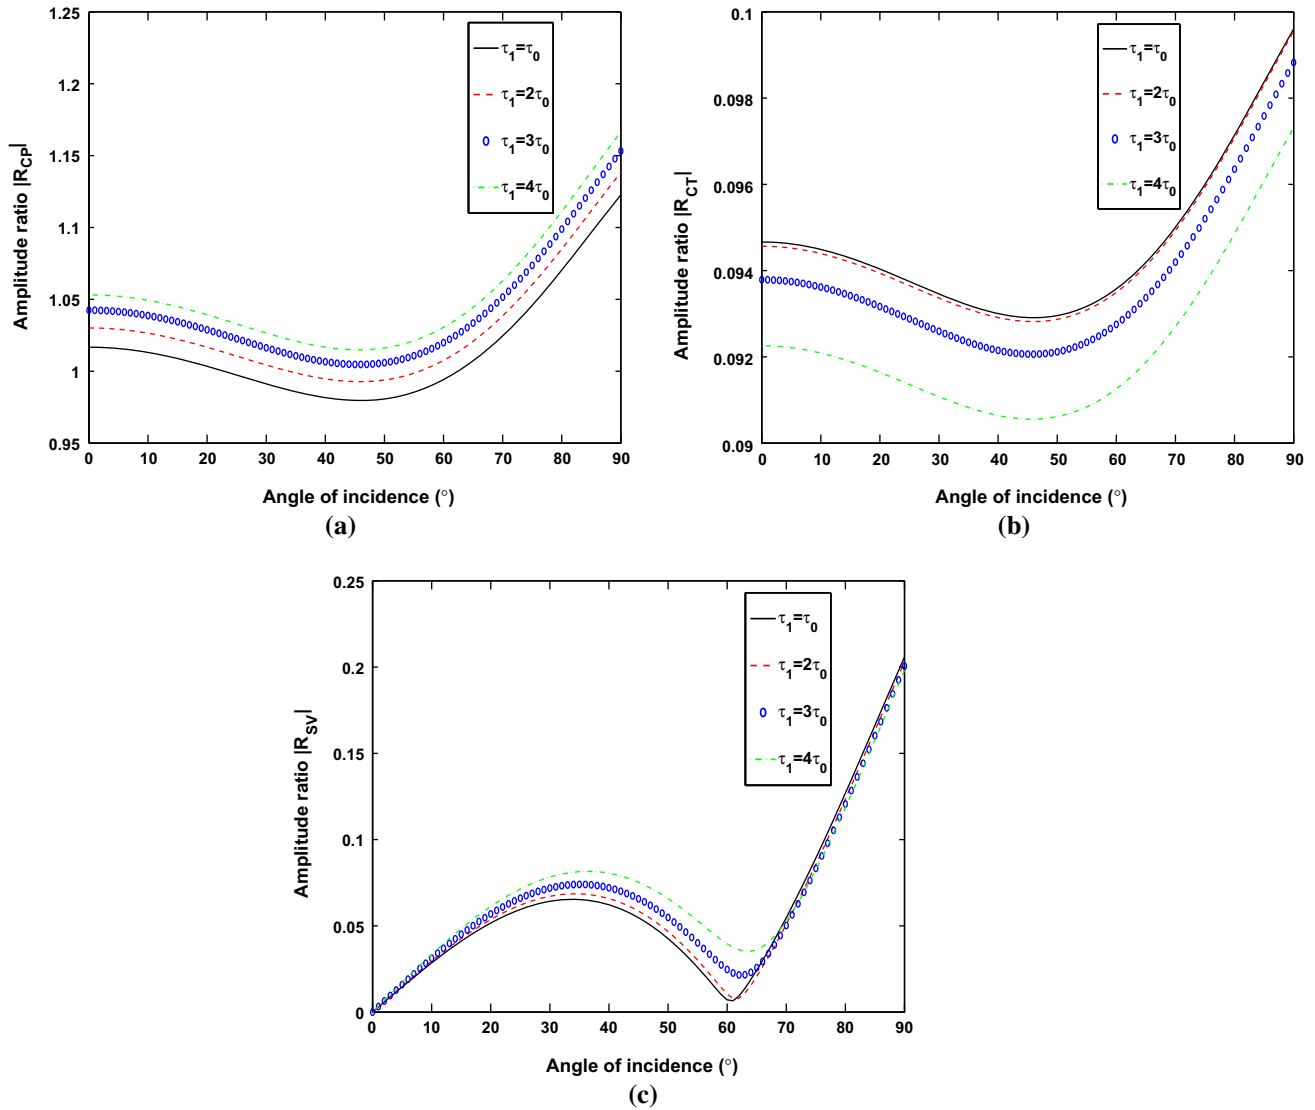 1.25
1.2
1.15
1.1
1.05
1
0.95
Amplitude ratio |R_CP|
τ₁=τ₀
τ₁=2τ₀
τ₁=3τ₀
τ₁=4τ₀
0 10 20 30 40 50 60 70 80 90
Angle of incidence (°)
(a)
0.1
0.098
0.096
0.094
0.092
0.09
Amplitude ratio |R_CT|
τ₁=τ₀
τ₁=2τ₀
τ₁=3τ₀
τ₁=4τ₀
0 10 20 30 40 50 60 70 80 90
Angle of incidence (°)
(b)
0.25
0.2
0.15
0.1
0.05
0
Amplitude ratio |R_SV|
τ₁=τ₀
τ₁=2τ₀
τ₁=3τ₀
τ₁=4τ₀
0 10 20 30 40 50 60 70 80 90
Angle of incidence (°)
(c)